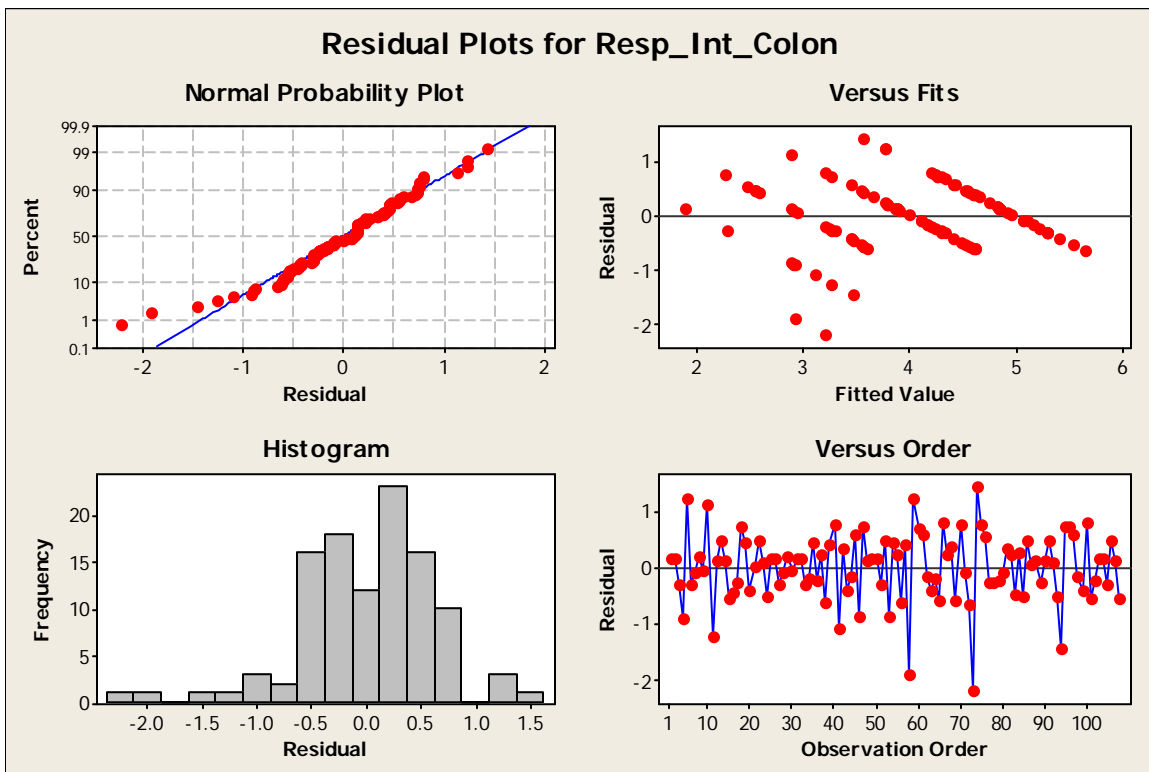 Residual Plots for Resp_Int_Colon
Normal Probability Plot
99.9
99
90
50
10
1
0.1
Percent
-2 -1 0 1 2
Residual
Versus Fits
1
0
-1
-2
Residual
2 3 4 5 6
Fitted Value
Histogram
20
15
10
5
0
Frequency
-2.0 -1.5 -1.0 -0.5 0.0 0.5 1.0 1.5
Residual
Versus Order
1
0
-1
-2
Residual
1 10 20 30 40 50 60 70 80 90 100
Observation Order